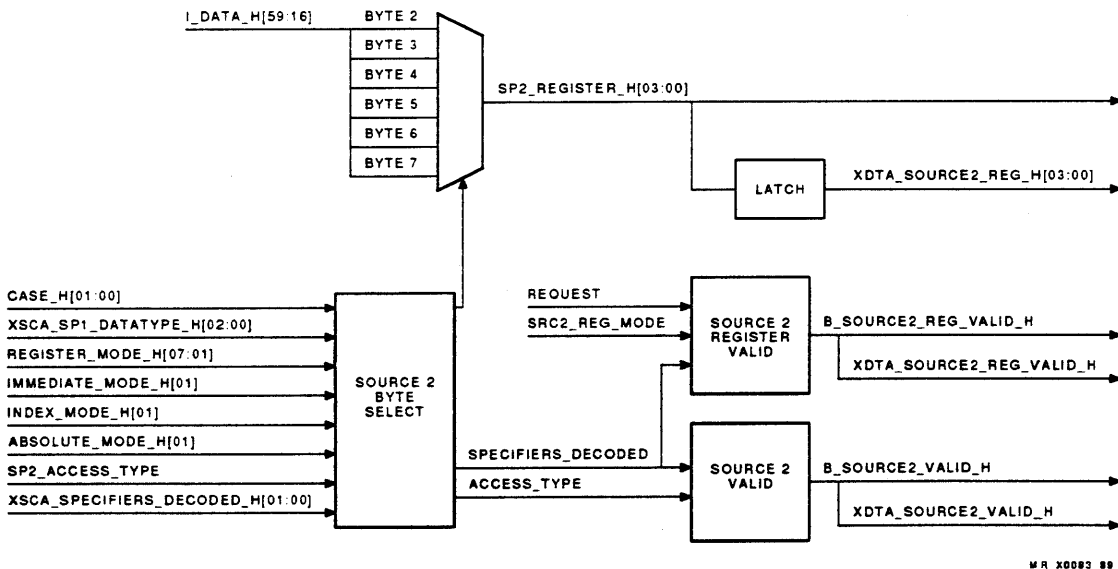 I_DATA_H[59:16]
BYTE 2
BYTE 3
BYTE 4
BYTE 5
BYTE 6
BYTE 7
SP2_REGISTER_H[03:00]
LATCH
XDTA_SOURCE2_REG_H[03:00]
CASE_H[01:00]
XSCA_SP1_DATATYPE_H[02:00]
REGISTER_MODE_H[07:01]
IMMEDIATE_MODE_H[01]
INDEX_MODE_H[01]
ABSOLUTE_MODE_H[01]
SP2_ACCESS_TYPE
XSCA_SPECIFIERS_DECODED_H[01:00]
SOURCE 2
BYTE
SELECT
REQUEST
SRC2_REG_MODE
SOURCE 2
REGISTER
VALID
B_SOURCE2_REG_VALID_H
XDTA_SOURCE2_REG_VALID_H
SPECIFIERS_DECODED
ACCESS_TYPE
SOURCE 2
VALID
B_SOURCE2_VALID_H
XDTA_SOURCE2_VALID_H
MR X0083 89